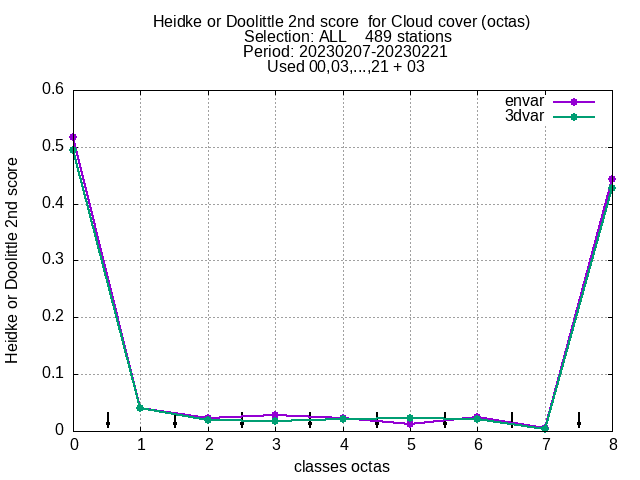 Heidke or Doolittle 2nd score  for Cloud cover (octas)
Selection: ALL    489 stations
Period: 20230207-20230221
Used 00,03,...,21 + 03
envar
3dvar
Heidke or Doolittle 2nd score
0.6
0.5
0.4
0.3
0.2
0.1
0
0 1 2 3 4 5 6 7 8
classes octas